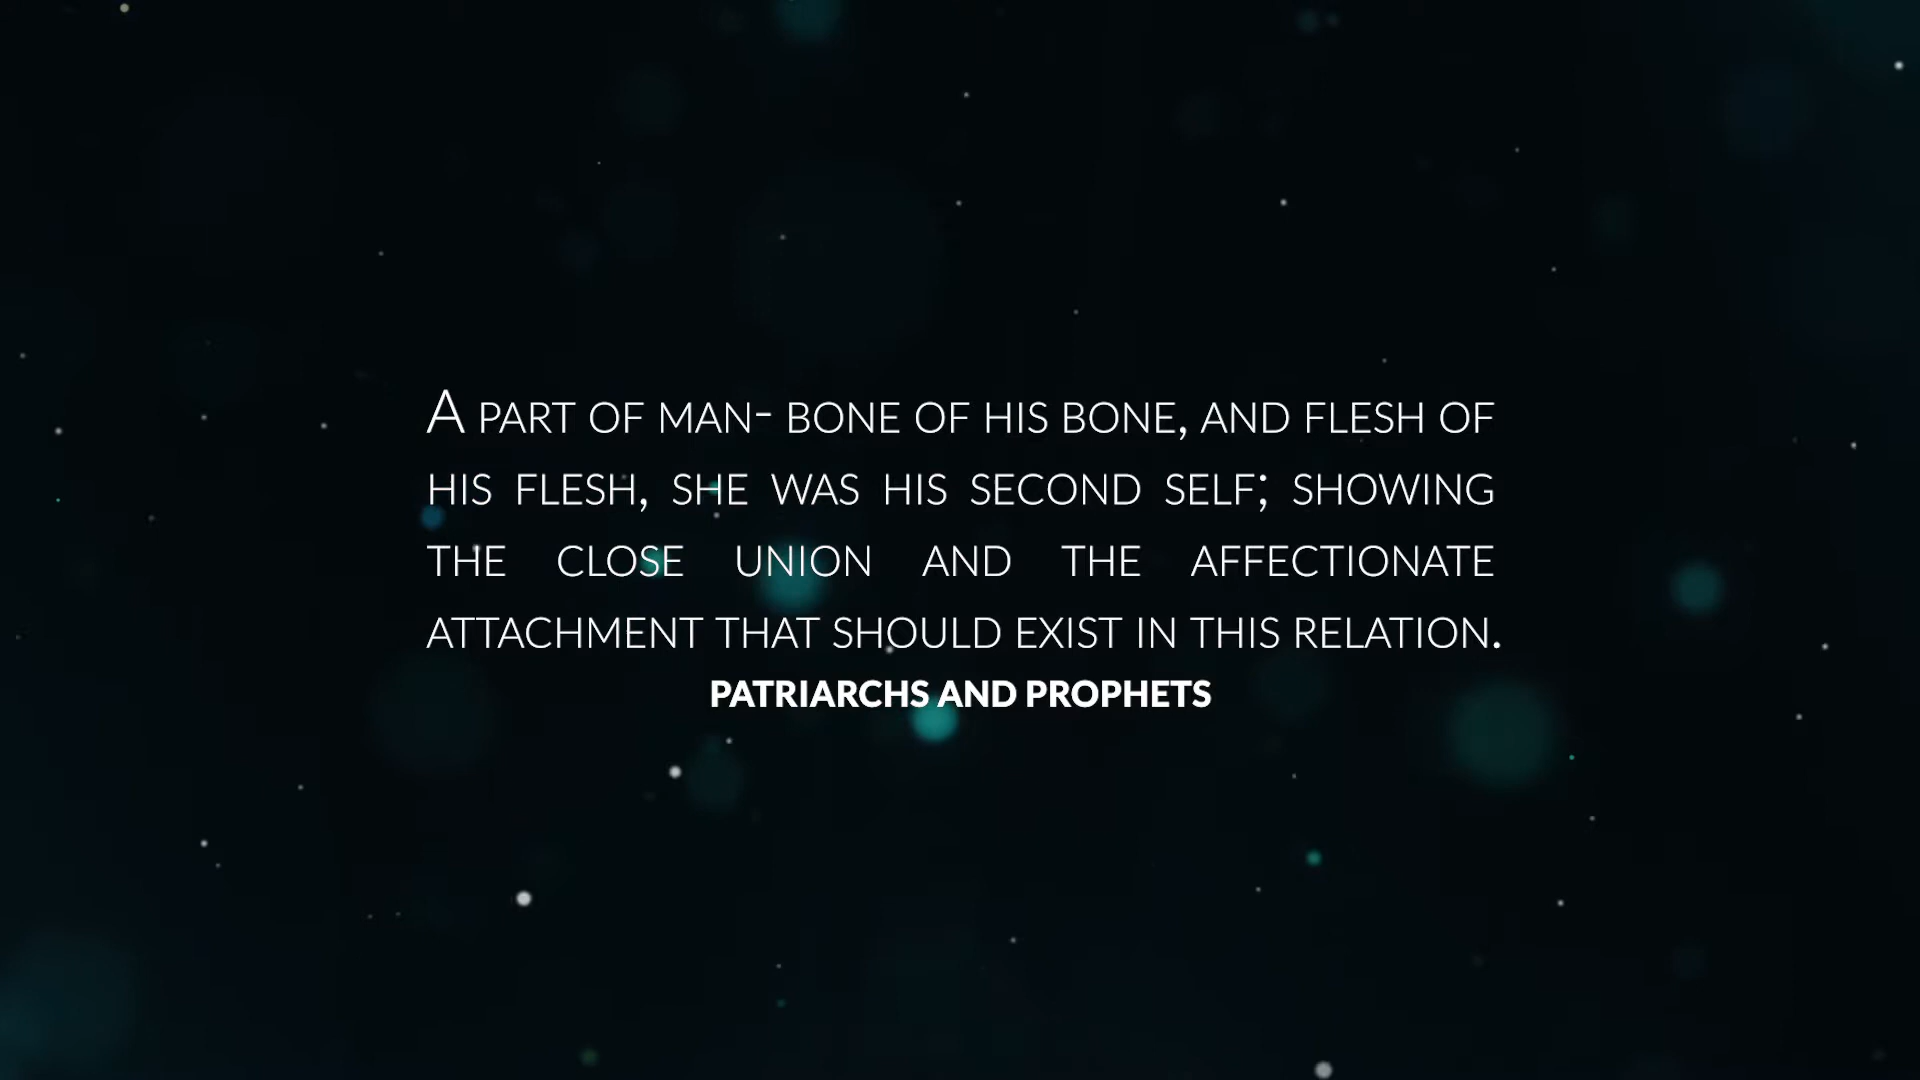 A PART OF MAN- BONE OF HIS BONE, AND FLESH OF
HIS FLESH, SHE WAS HIS SECOND SELF; SHOWING
THE CLOSE UNION AND THE AFFECTIONATE
ATTACHMENT THAT SHOULD EXIST IN THIS RELATION.
PATRIARCHS AND PROPHETS